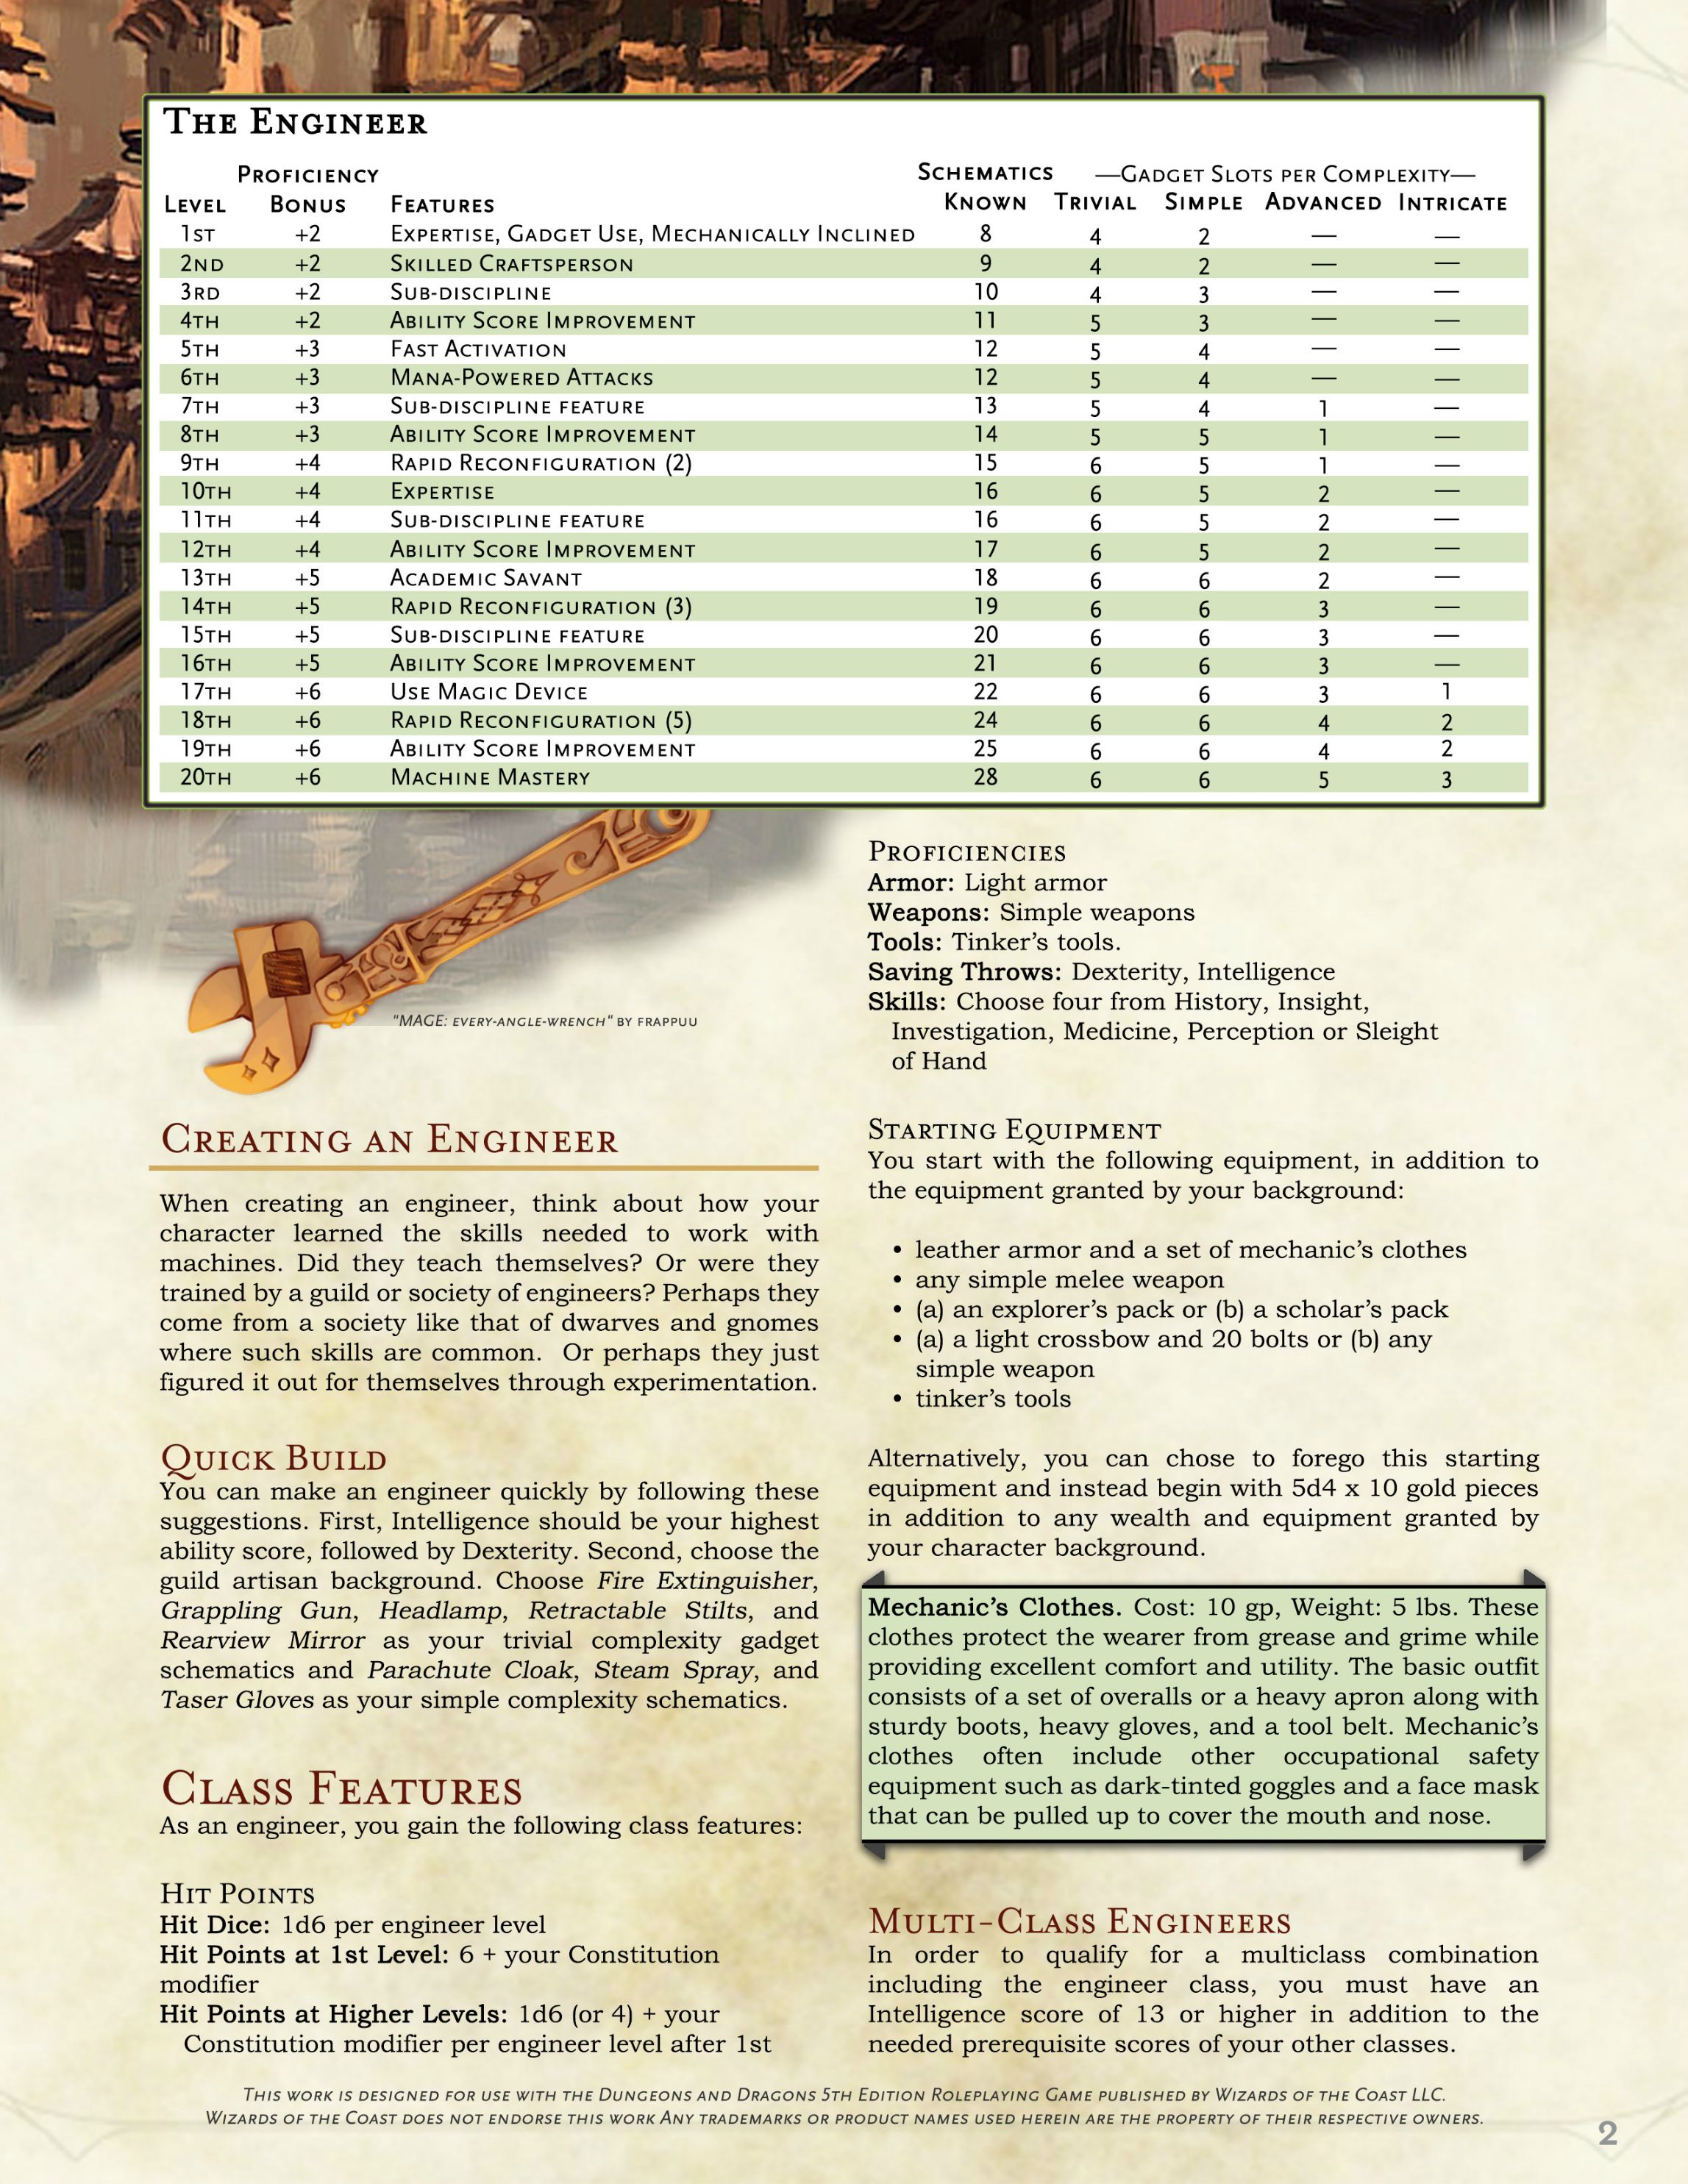 The Engineer
Proficiency Schematics —Gadget Slots per Complexity—
Level Bonus Features Known Trivial Simple Advanced Intricate
1st +2 Expertise, Gadget Use, Mechanically Inclined 8 4 2 — —
2nd +2 Skilled Craftsperson 9 4 2 — —
3rd +2 Sub-discipline 10 4 3 — —
4th +2 Ability Score Improvement 11 5 3 — —
5th +3 Fast Activation 12 5 4 — —
6th +3 Mana-Powered Attacks 12 5 4 — —
7th +3 Sub-discipline feature 13 5 4 1 —
8th +3 Ability Score Improvement 14 5 5 1 —
9th +4 Rapid Reconfiguration (2) 15 6 5 1 —
10th +4 Expertise 16 6 5 2 —
11th +4 Sub-discipline feature 16 6 5 2 —
12th +4 Ability Score Improvement 17 6 5 2 —
13th +5 Academic Savant 18 6 6 2 —
14th +5 Rapid Reconfiguration (3) 19 6 6 3 —
15th +5 Sub-discipline feature 20 6 6 3 —
16th +5 Ability Score Improvement 21 6 6 3 —
17th +6 Use Magic Device 22 6 6 3 1
18th +6 Rapid Reconfiguration (5) 24 6 6 4 2
19th +6 Ability Score Improvement 25 6 6 4 2
20th +6 Machine Mastery 28 6 6 5 3
"MAGE: every-angle-wrench" by frappuu
Creating an Engineer
When creating an engineer, think about how your
character learned the skills needed to work with
machines. Did they teach themselves? Or were they
trained by a guild or society of engineers? Perhaps they
come from a society like that of dwarves and gnomes
where such skills are common. Or perhaps they just
figured it out for themselves through experimentation.
Quick Build
You can make an engineer quickly by following these
suggestions. First, Intelligence should be your highest
ability score, followed by Dexterity. Second, choose the
guild artisan background. Choose Fire Extinguisher,
Grappling Gun, Headlamp, Retractable Stilts, and
Rearview Mirror as your trivial complexity gadget
schematics and Parachute Cloak, Steam Spray, and
Taser Gloves as your simple complexity schematics.
Class Features
As an engineer, you gain the following class features:
Hit Points
Hit Dice: 1d6 per engineer level
Hit Points at 1st Level: 6 + your Constitution
modifier
Hit Points at Higher Levels: 1d6 (or 4) + your
Constitution modifier per engineer level after 1st
Proficiencies
Armor: Light armor
Weapons: Simple weapons
Tools: Tinker's tools.
Saving Throws: Dexterity, Intelligence
Skills: Choose four from History, Insight,
Investigation, Medicine, Perception or Sleight
of Hand
Starting Equipment
You start with the following equipment, in addition to
the equipment granted by your background:
• leather armor and a set of mechanic's clothes
• any simple melee weapon
• (a) an explorer's pack or (b) a scholar's pack
• (a) a light crossbow and 20 bolts or (b) any
simple weapon
• tinker's tools
Alternatively, you can chose to forego this starting
equipment and instead begin with 5d4 x 10 gold pieces
in addition to any wealth and equipment granted by
your character background.
Mechanic's Clothes. Cost: 10 gp, Weight: 5 lbs. These
clothes protect the wearer from grease and grime while
providing excellent comfort and utility. The basic outfit
consists of a set of overalls or a heavy apron along with
sturdy boots, heavy gloves, and a tool belt. Mechanic's
clothes often include other occupational safety
equipment such as dark-tinted goggles and a face mask
that can be pulled up to cover the mouth and nose.
Multi-Class Engineers
In order to qualify for a multiclass combination
including the engineer class, you must have an
Intelligence score of 13 or higher in addition to the
needed prerequisite scores of your other classes.
This work is designed for use with the Dungeons and Dragons 5th Edition Roleplaying Game published by Wizards of the Coast LLC.
Wizards of the Coast does not endorse this work Any trademarks or product names used herein are the property of their respective owners.
2